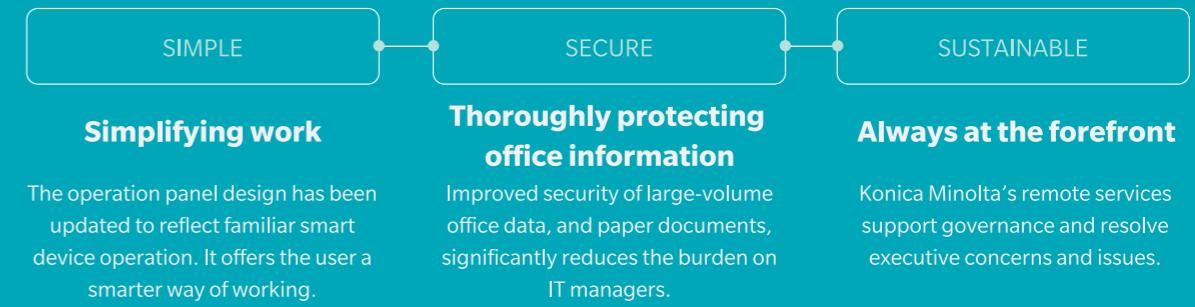 SIMPLE
Simplifying work
The operation panel design has been
updated to reflect familiar smart
device operation. It offers the user a
smarter way of working.
SECURE
Thoroughly protecting
office information
Improved security of large-volume
office data, and paper documents,
significantly reduces the burden on
IT managers.
SUSTAINABLE
Always at the forefront
Konica Minolta’s remote services
support governance and resolve
executive concerns and issues.